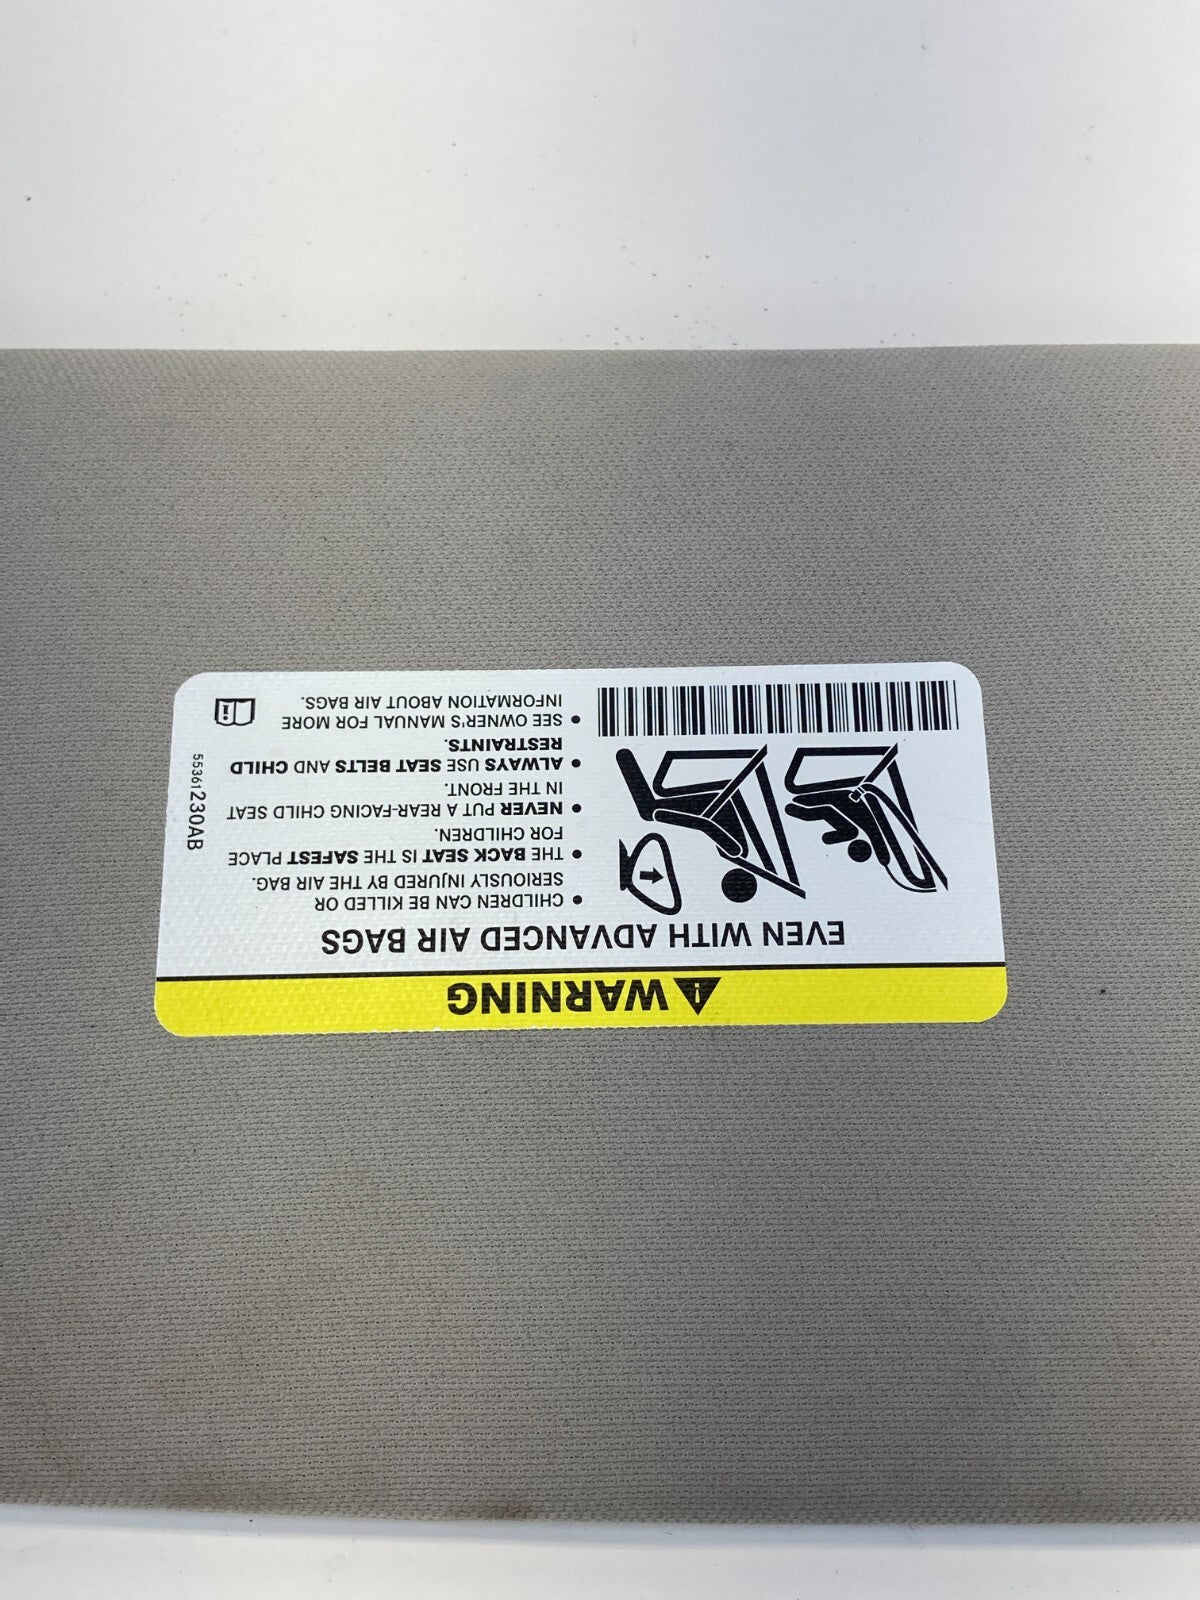 WARNING
EVEN WITH ADVANCED AIR BAGS
• CHILDREN CAN BE KILLED OR
SERIOUSLY INJURED BY THE AIR BAG.
• THE BACK SEAT IS THE SAFEST PLACE
FOR CHILDREN.
• NEVER PUT A REAR-FACING CHILD SEAT
IN THE FRONT.
• ALWAYS USE SEAT BELTS AND CHILD
RESTRAINTS.
• SEE OWNER'S MANUAL FOR MORE
INFORMATION ABOUT AIR BAGS.
55361230AB